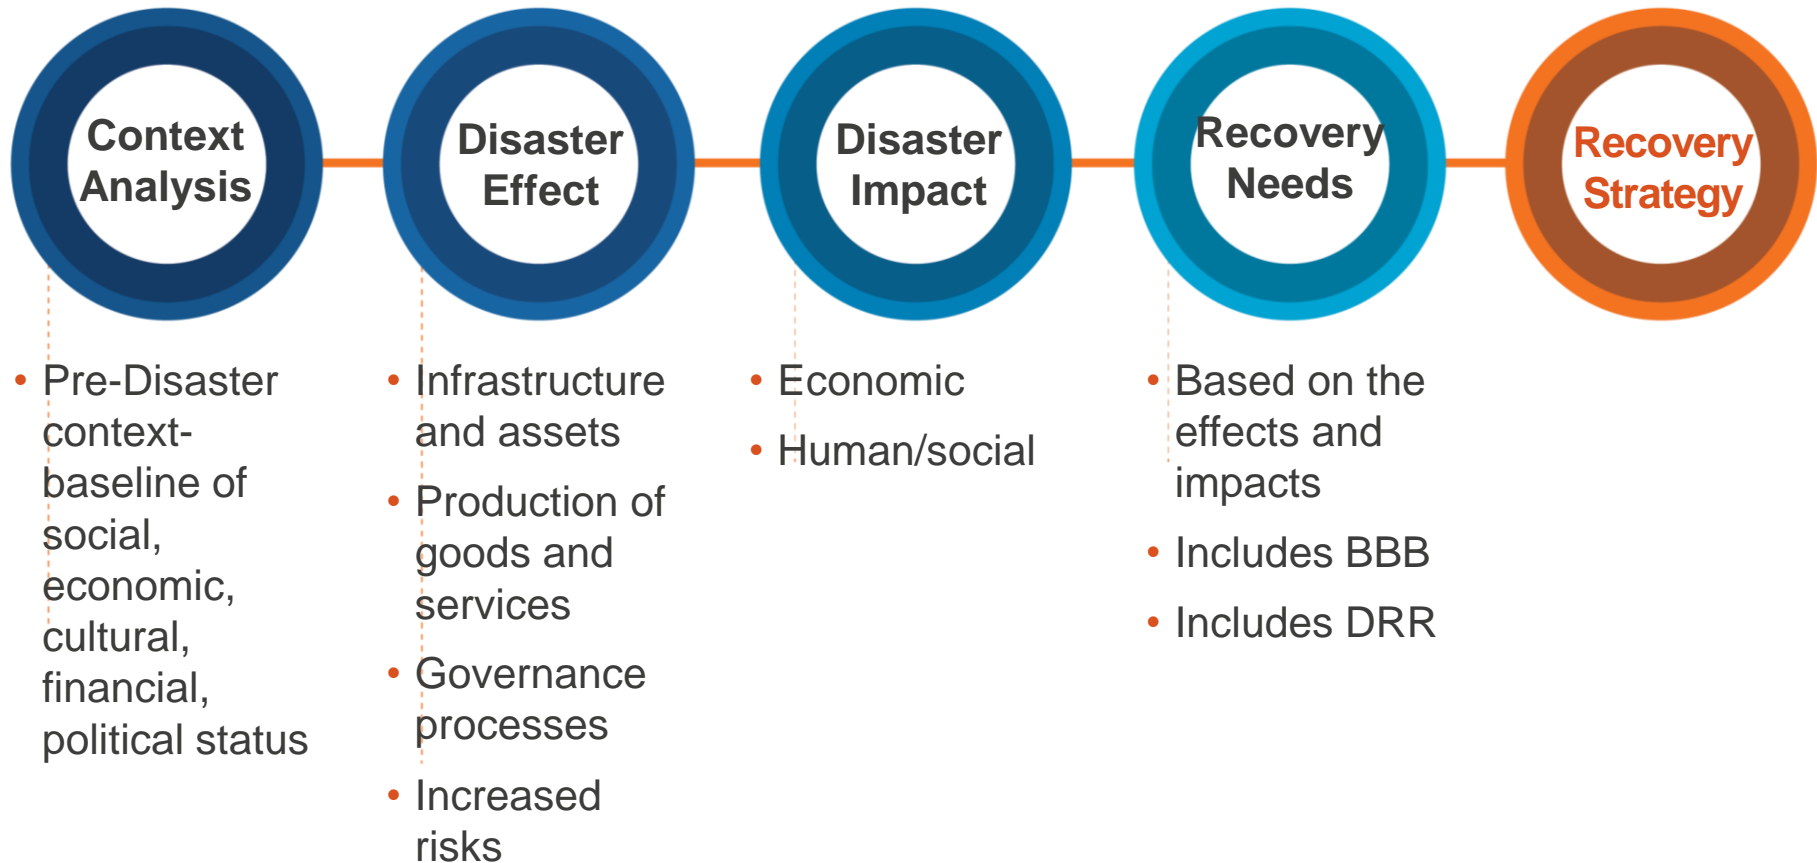 Context
Analysis
Disaster
Effect
Disaster
Impact
Recovery
Needs
Recovery
Strategy
• Pre-Disaster
context-
baseline of
social,
economic,
cultural,
financial,
political status
• Infrastructure
and assets
• Production of
goods and
services
• Governance
processes
• Increased
risks
• Economic
• Human/social
• Based on the
effects and
impacts
• Includes BBB
• Includes DRR